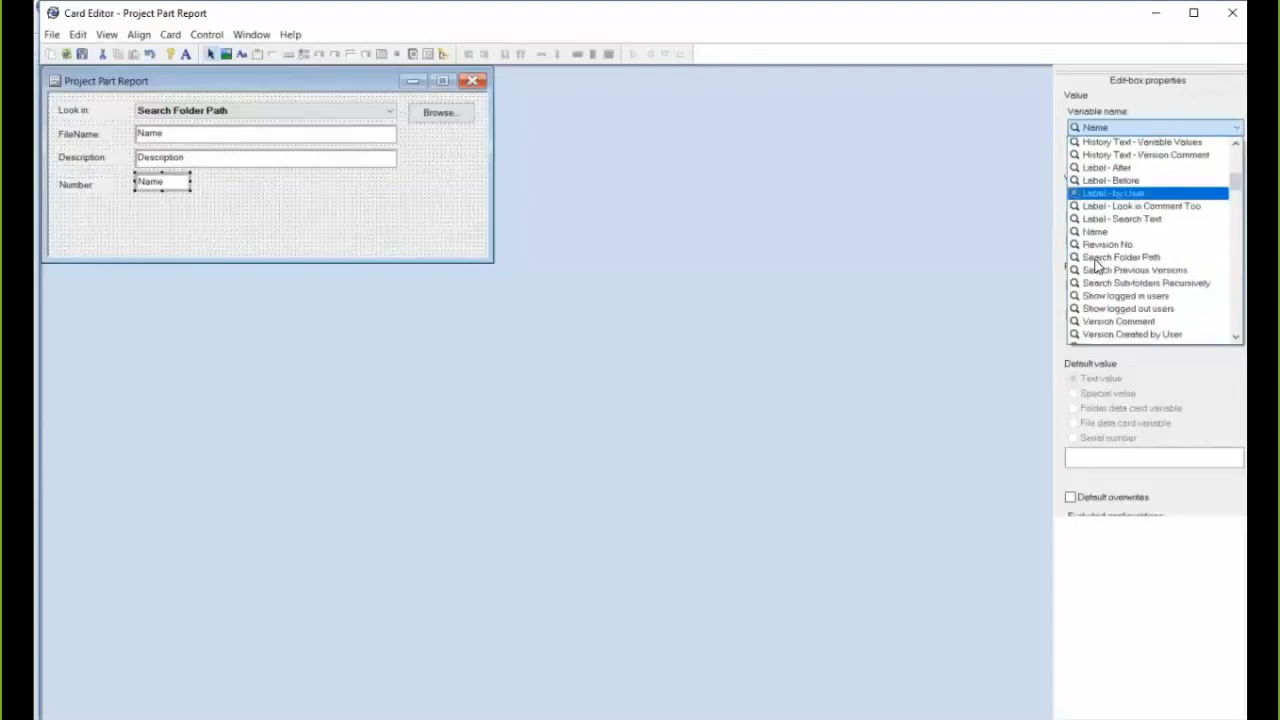 Card Editor - Project Part Report
File Edit View Align Card Control Window Help
Project Part Report
Look in:
Search Folder Path
Browse...
FileName:
Name
Description:
Description
Number:
Name
Edit-box properties
Value
Variable name:
Name
History Text - Variable Values
History Text - Version Comment
Label - After
Label - Before
Label - by User
Label - Look in Comment Too
Label - Search Text
Name
Revision No.
Search Folder Path
Search Previous Versions
Search Sub-folders Recursively
Show logged in users
Show logged out users
Version Comment
Version Created by User
Default value
Text value
Special value
Folder data card variable
File data card variable
Serial number
Default overwrites
Excluded configurations: